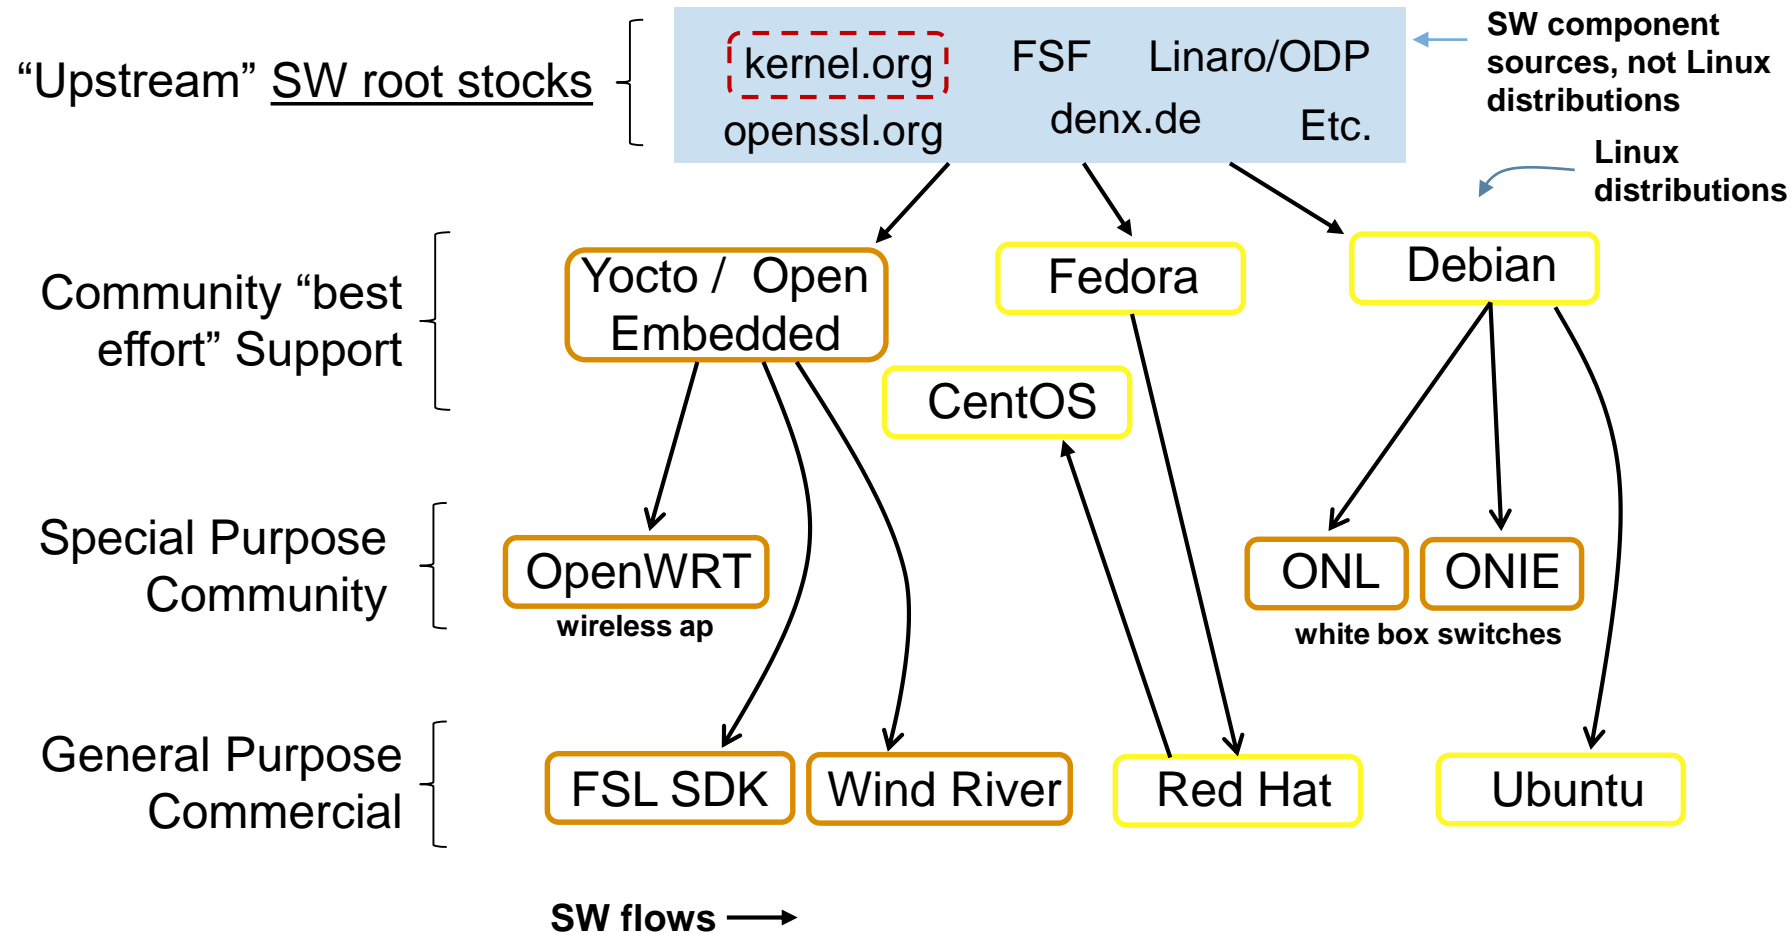 “Upstream” SW root stocks
kernel.org
FSF
Linaro/ODP
openssl.org
denx.de
Etc.
SW component
sources, not Linux
distributions
Linux
distributions
Community “best
effort” Support
Yocto / Open
Embedded
Fedora
Debian
CentOS
Special Purpose
Community
OpenWRT
wireless ap
ONL
ONIE
white box switches
General Purpose
Commercial
FSL SDK
Wind River
Red Hat
Ubuntu
SW flows